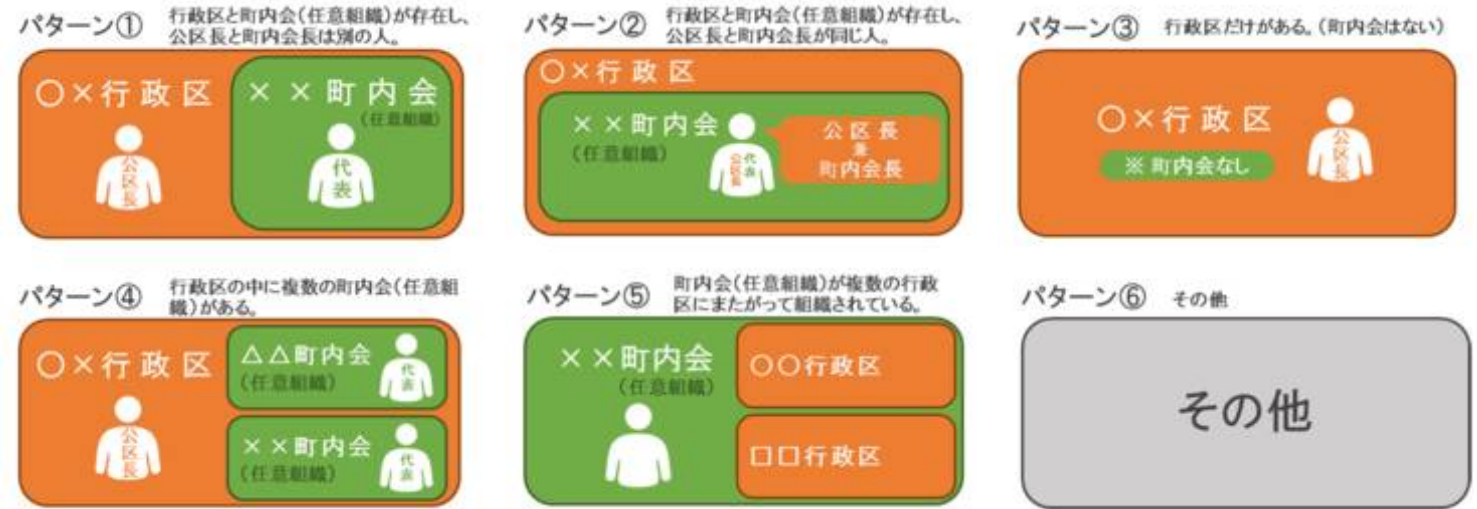 パターン① 行政区と町内会(任意組織)が存在し、
公区長と町内会長は別の人。
○×行政区
公区長
××町内会
(任意組織)
代表
パターン② 行政区と町内会(任意組織)が存在し、
公区長と町内会長が同じ人。
○×行政区
××町内会
(任意組織)
公区長
代表
公区長
兼
町内会長
パターン③ 行政区だけがある。(町内会はない)
○×行政区
※町内会なし
公区長
パターン④ 行政区の中に複数の町内会(任意組
織)がある。
○×行政区
公区長
△△町内会
(任意組織)
代表
××町内会
(任意組織)
代表
パターン⑤ 町内会(任意組織)が複数の行政
区にまたがって組織されている。
××町内会
(任意組織)
○○行政区
□□行政区
パターン⑥ その他
その他